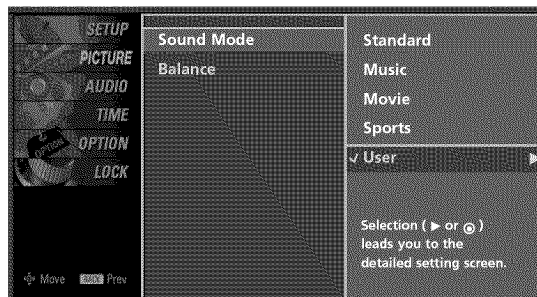 SETUP
PICTURE
AUDIO
TIME
OPTION
LOCK
Move Prev
Sound Mode
Balance
Standard
Music
Movie
Sports
✓ User ▶
Selection ( ▶ or ◉ )
leads you to the
detailed setting screen.